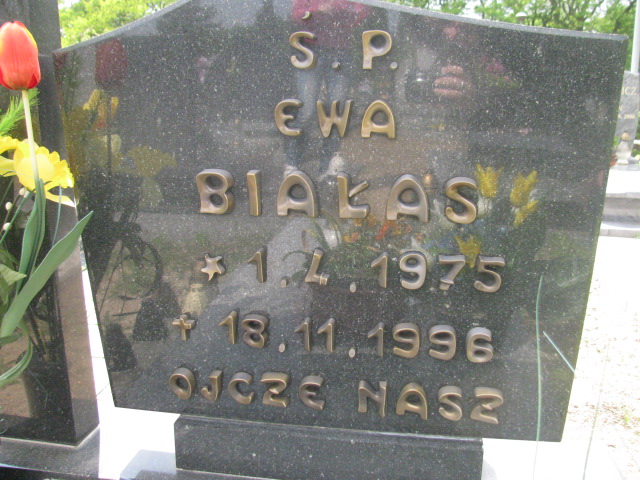 Ś.P.
EWA
BIAŁAS
* 1.4.1975
+ 18.11.1996
OJCZE NASZ